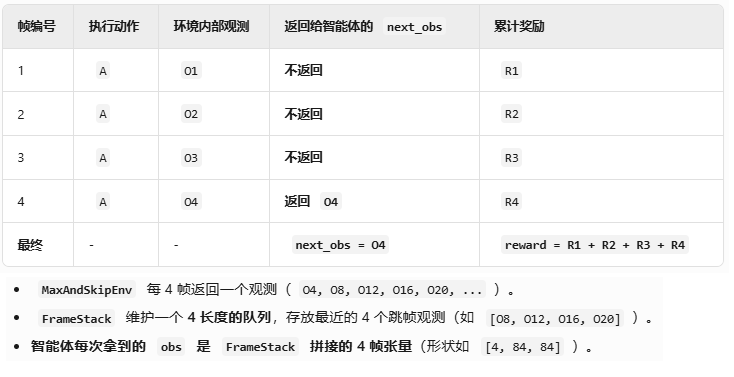 帧编号 执行动作 环境内部观测 返回给智能体的 next_obs 累计奖励
1 A O1 不返回 R1
2 A O2 不返回 R2
3 A O3 不返回 R3
4 A O4 返回 O4 R4
最终 - - next_obs = O4 reward = R1 + R2 + R3 + R4
• MaxAndSkipEnv 每 4 帧返回一个观测（ O4, O8, O12, O16, O20, ... ）。
• FrameStack 维护一个 4 长度的队列，存放最近的 4 个跳帧观测（如 [O8, O12, O16, O20] ）。
• 智能体每次拿到的 obs 是 FrameStack 拼接的 4 帧张量（形状如 [4, 84, 84] ）。